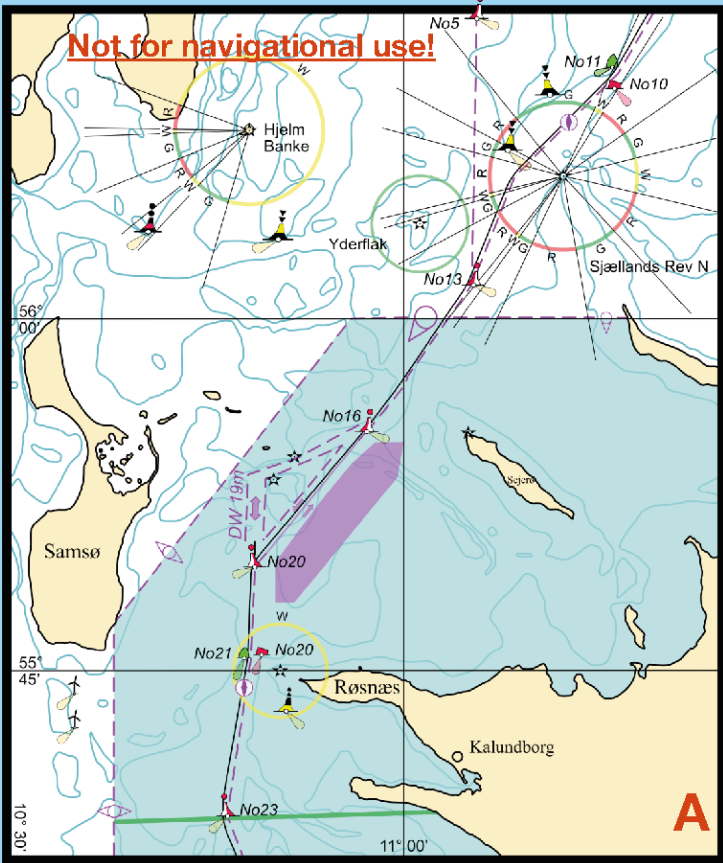 No5
Not for navigational use!
No11
No10
W
G
W
R
R
R
G
W
G
Hjelm
Banke
R
W
G
R
W
G
R
W
G
R
W
G
R
G
R
Yderflak
Sjællands Rev N
No13
56
00'
No16
DW 19m
Sejerø
Samsø
No20
W
No21
No20
55
45'
Røsnæs
Kalundborg
No23
10° 30'
11° 00'
A